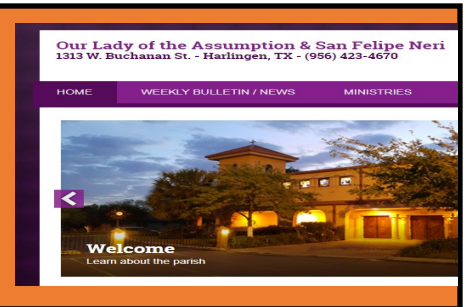 Our Lady of the Assumption & San Felipe Neri
1313 W. Buchanan St. - Harlingen, TX - (956) 423-4670
HOME WEEKLY BULLETIN / NEWS MINISTRIES
Welcome
Learn about the parish